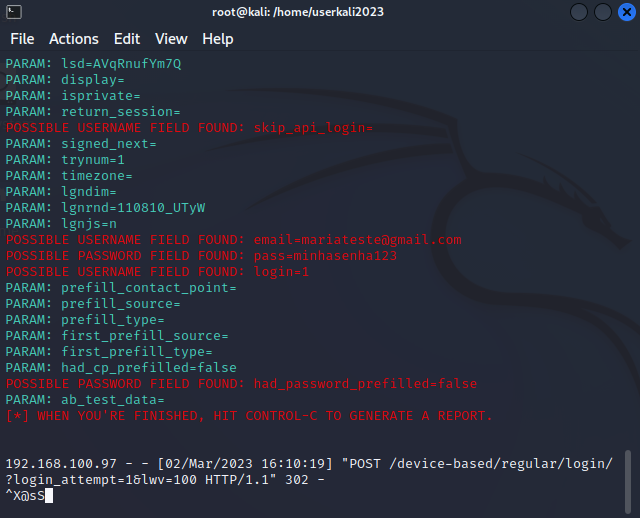 root@kali: /home/userkali2023
File Actions Edit View Help
PARAM: lsd=AVqRnufYm7Q
PARAM: display=
PARAM: isprivate=
PARAM: return_session=
POSSIBLE USERNAME FIELD FOUND: skip_api_login=
PARAM: signed_next=
PARAM: trynum=1
PARAM: timezone=
PARAM: lgndim=
PARAM: lgnrnd=110810_UTyW
PARAM: lgnjs=n
POSSIBLE USERNAME FIELD FOUND: email=mariateste@gmail.com
POSSIBLE PASSWORD FIELD FOUND: pass=minhasenha123
POSSIBLE USERNAME FIELD FOUND: login=1
PARAM: prefill_contact_point=
PARAM: prefill_source=
PARAM: prefill_type=
PARAM: first_prefill_source=
PARAM: first_prefill_type=
PARAM: had_cp_prefilled=false
POSSIBLE PASSWORD FIELD FOUND: had_password_prefilled=false
PARAM: ab_test_data=
[*] WHEN YOU'RE FINISHED, HIT CONTROL-C TO GENERATE A REPORT.
192.168.100.97 - - [02/Mar/2023 16:10:19] "POST /device-based/regular/login/
?login_attempt=1&lwv=100 HTTP/1.1" 302 -
^X@sS